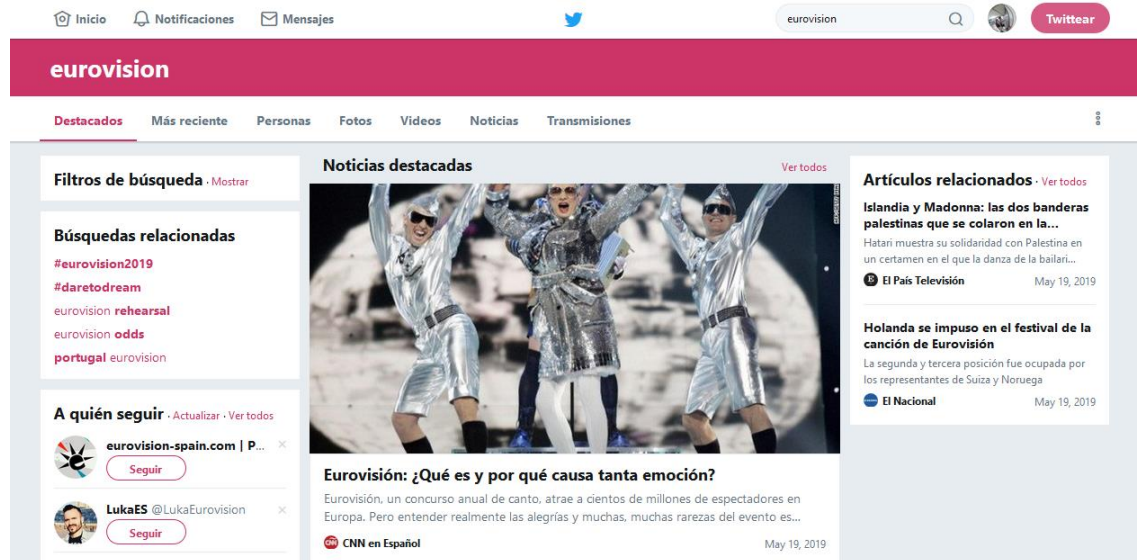 Inicio
Notificaciones
Mensajes
eurovision
Twittear
eurovision
Destacados
Más reciente
Personas
Fotos
Videos
Noticias
Transmisiones
Filtros de búsqueda · Mostrar
Búsquedas relacionadas
#eurovision2019
#daretodream
eurovision rehearsal
eurovision odds
portugal eurovision
A quién seguir · Actualizar · Ver todos
eurovision-spain.com | P...
Seguir
LukaES @LukaEurovision
Seguir
Noticias destacadas
Ver todos
Eurovisión: ¿Qué es y por qué causa tanta emoción?
Eurovisión, un concurso anual de canto, atrae a cientos de millones de espectadores en
Europa. Pero entender realmente las alegrías y muchas, muchas rarezas del evento es...
CNN en Español
May 19, 2019
Artículos relacionados · Ver todos
Islandia y Madonna: las dos banderas
palestinas que se colaron en la...
Hatari muestra su solidaridad con Palestina en
un certamen en el que la danza de la bailari...
El País Televisión
May 19, 2019
Holanda se impuso en el festival de la
canción de Eurovisión
La segunda y tercera posición fue ocupada por
los representantes de Suiza y Noruega
El Nacional
May 19, 2019